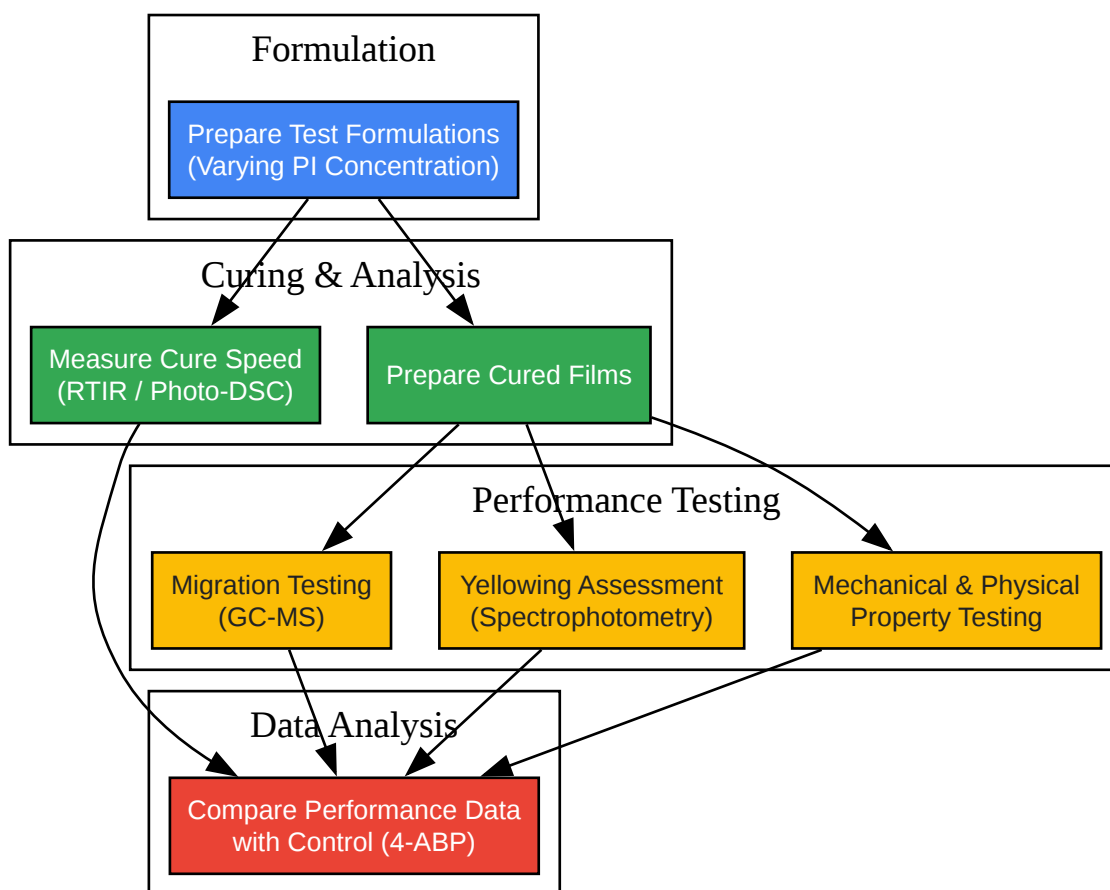 Formulation
Prepare Test Formulations
(Varying PI Concentration)
Curing & Analysis
Measure Cure Speed
(RTIR / Photo-DSC)
Prepare Cured Films
Performance Testing
Migration Testing
(GC-MS)
Yellowing Assessment
(Spectrophotometry)
Mechanical & Physical
Property Testing
Data Analysis
Compare Performance Data
with Control (4-ABP)